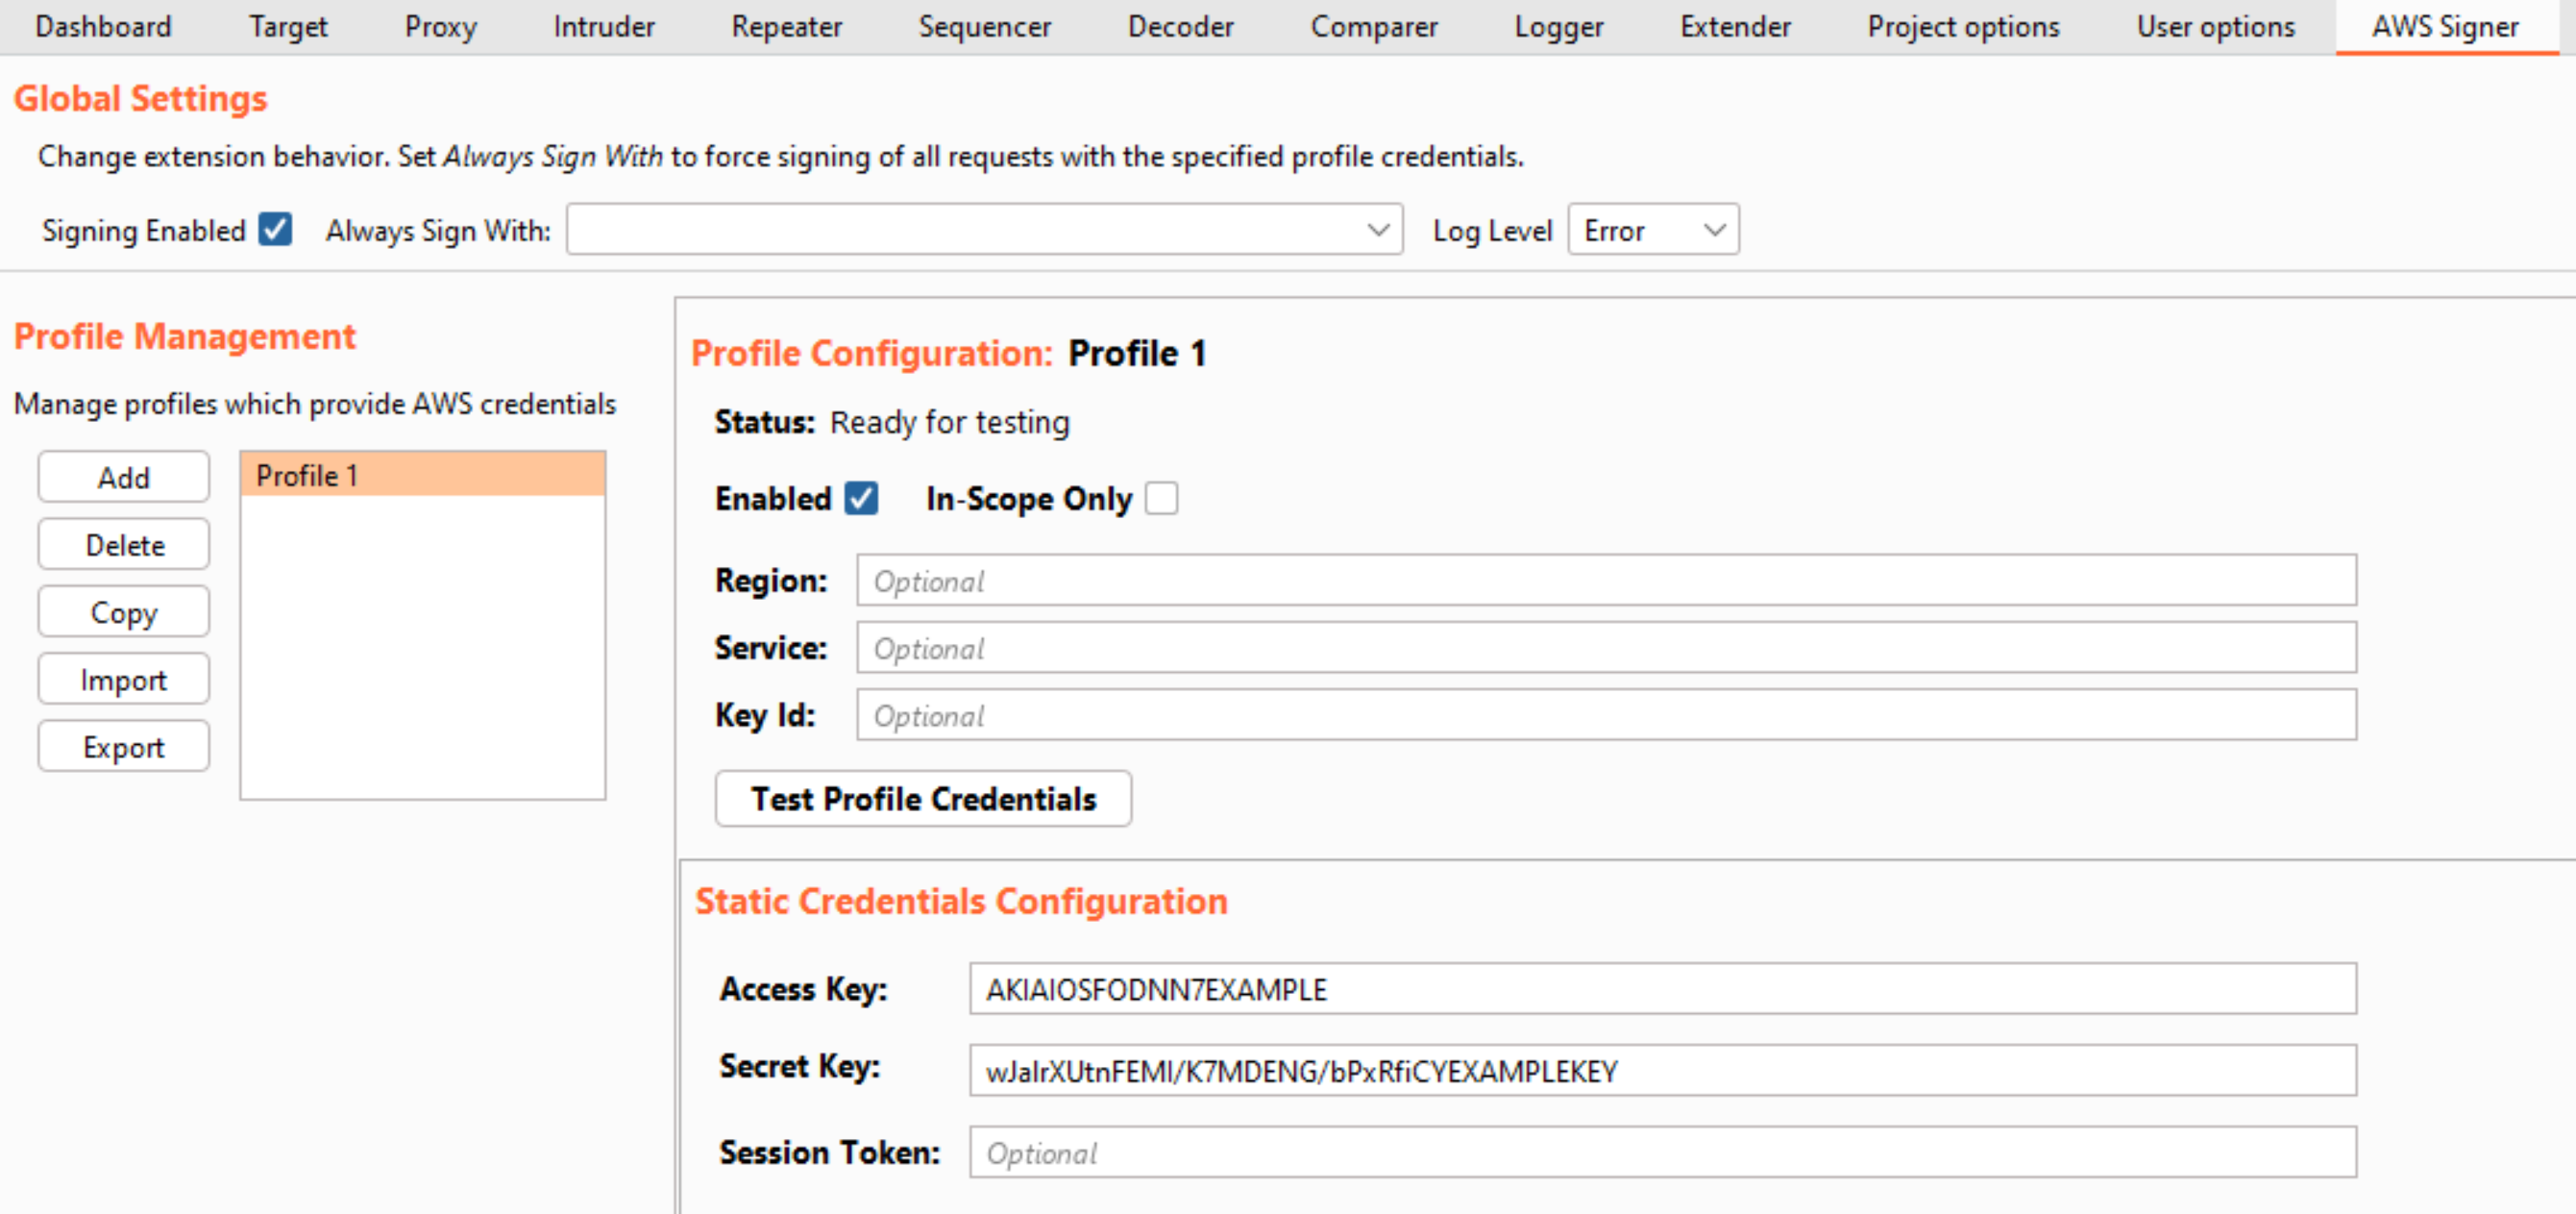 Dashboard Target Proxy Intruder Repeater Sequencer Decoder Comparer Logger Extender Project options User options AWS Signer
Global Settings
Change extension behavior. Set Always Sign With to force signing of all requests with the specified profile credentials.
Signing Enabled Always Sign With: Log Level Error
Profile Management
Manage profiles which provide AWS credentials
Add
Delete
Copy
Import
Export
Profile 1
Profile Configuration: Profile 1
Status: Ready for testing
Enabled In-Scope Only
Region: Optional
Service: Optional
Key Id: Optional
Test Profile Credentials
Static Credentials Configuration
Access Key: AKIAIOSFODNN7EXAMPLE
Secret Key: wJalrXUtnFEMI/K7MDENG/bPxRfiCYEXAMPLEKEY
Session Token: Optional